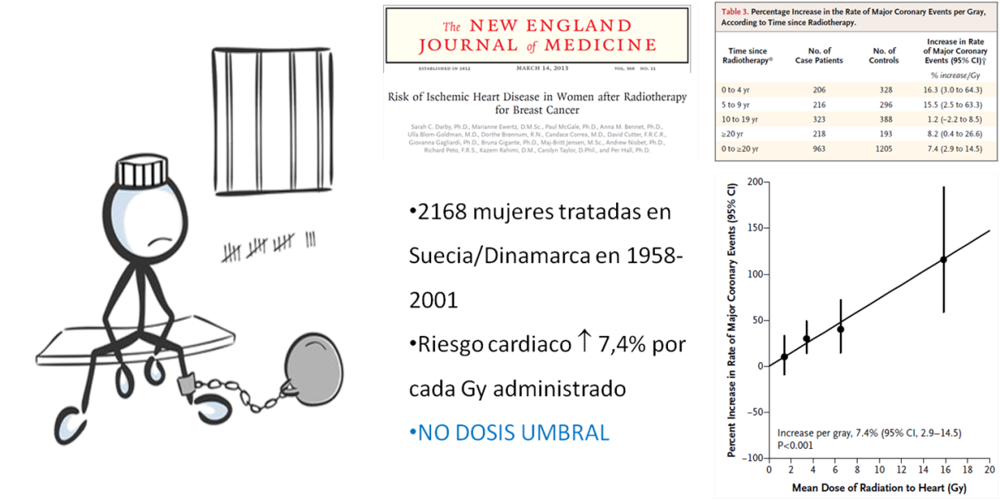 The NEW ENGLAND
JOURNAL of MEDICINE
ESTABLISHED IN 1812
MARCH 14, 2013
VOL. 368 NO. 11
Risk of Ischemic Heart Disease in Women after Radiotherapy
for Breast Cancer
Sarah C. Darby, Ph.D., Marianne Ewertz, D.M.Sc., Paul McGale, Ph.D., Anna M. Bennet, Ph.D.,
Ulla Blom-Goldman, M.D., Dorthe Brønnum, R.N., Candace Correa, M.D., David Cutter, F.R.C.R.,
Giovanna Gagliardi, Ph.D., Bruna Gigante, Ph.D., Maj-Britt Jensen, M.Sc., Andrew Nisbet, Ph.D.,
Richard Peto, F.R.S., Kazem Rahimi, D.M., Carolyn Taylor, D.Phil., and Per Hall, Ph.D.
•2168 mujeres tratadas en
Suecia/Dinamarca en 1958-
2001
•Riesgo cardiaco ↑ 7,4% por
cada Gy administrado
•NO DOSIS UMBRAL
Table 3. Percentage Increase in the Rate of Major Coronary Events per Gray,
According to Time since Radiotherapy.
Time since
Radiotherapy☆
No. of
Case Patients
No. of
Controls
Increase in Rate
of Major Coronary
Events (95% CI)†
% increase/Gy
0 to 4 yr 206 328 16.3 (3.0 to 64.3)
5 to 9 yr 216 296 15.5 (2.5 to 63.3)
10 to 19 yr 323 388 1.2 (−2.2 to 8.5)
≥20 yr 218 193 8.2 (0.4 to 26.6)
0 to ≥20 yr 963 1205 7.4 (2.9 to 14.5)
Percent Increase in Rate of Major Coronary Events (95% CI)
200
150
100
50
0
−50
−100
Increase per gray, 7.4% (95% CI, 2.9–14.5)
P<0.001
0 2 4 6 8 10 12 14 16 18 20
Mean Dose of Radiation to Heart (Gy)